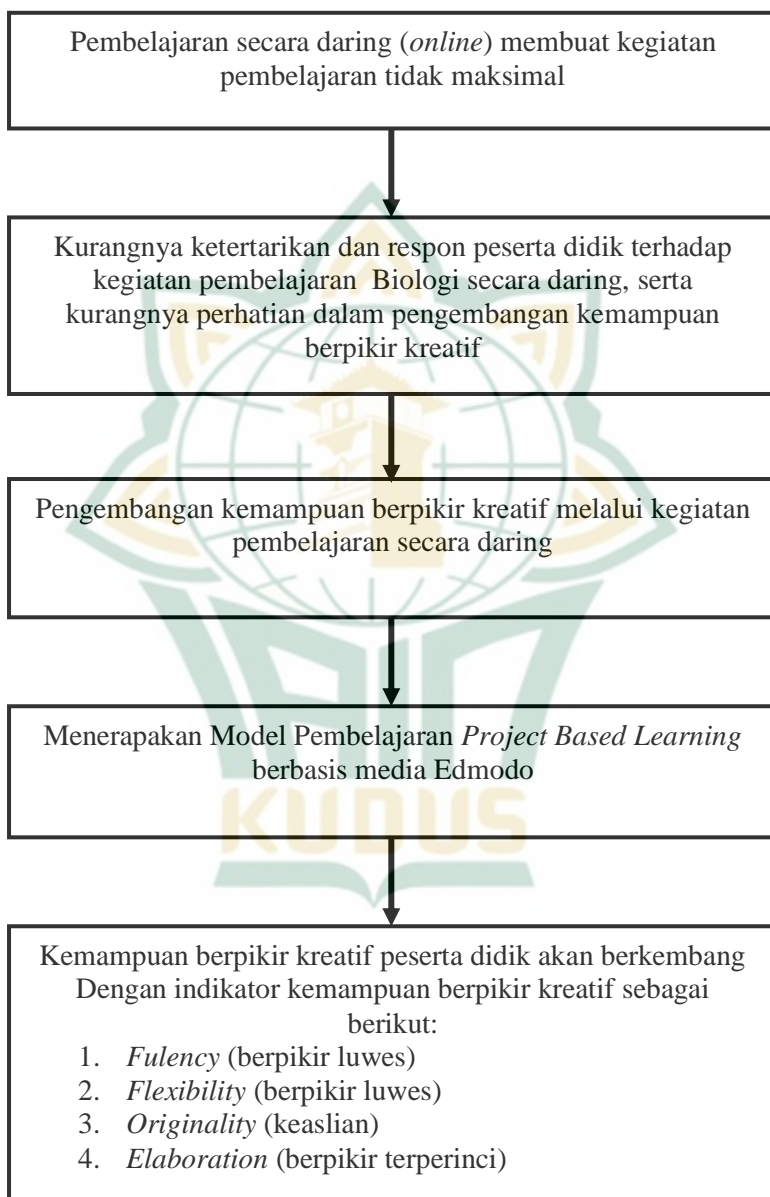 Pembelajaran secara daring (online) membuat kegiatan
pembelajaran tidak maksimal
Kurangnya ketertarikan dan respon peserta didik terhadap
kegiatan pembelajaran Biologi secara daring, serta
kurangnya perhatian dalam pengembangan kemampuan
berpikir kreatif
Pengembangan kemampuan berpikir kreatif melalui kegiatan
pembelajaran secara daring
Menerapakan Model Pembelajaran Project Based Learning
berbasis media Edmodo
IAIN
KUDUS
Kemampuan berpikir kreatif peserta didik akan berkembang
Dengan indikator kemampuan berpikir kreatif sebagai
berikut:
1. Fulency (berpikir luwes)
2. Flexibility (berpikir luwes)
3. Originality (keaslian)
4. Elaboration (berpikir terperinci)